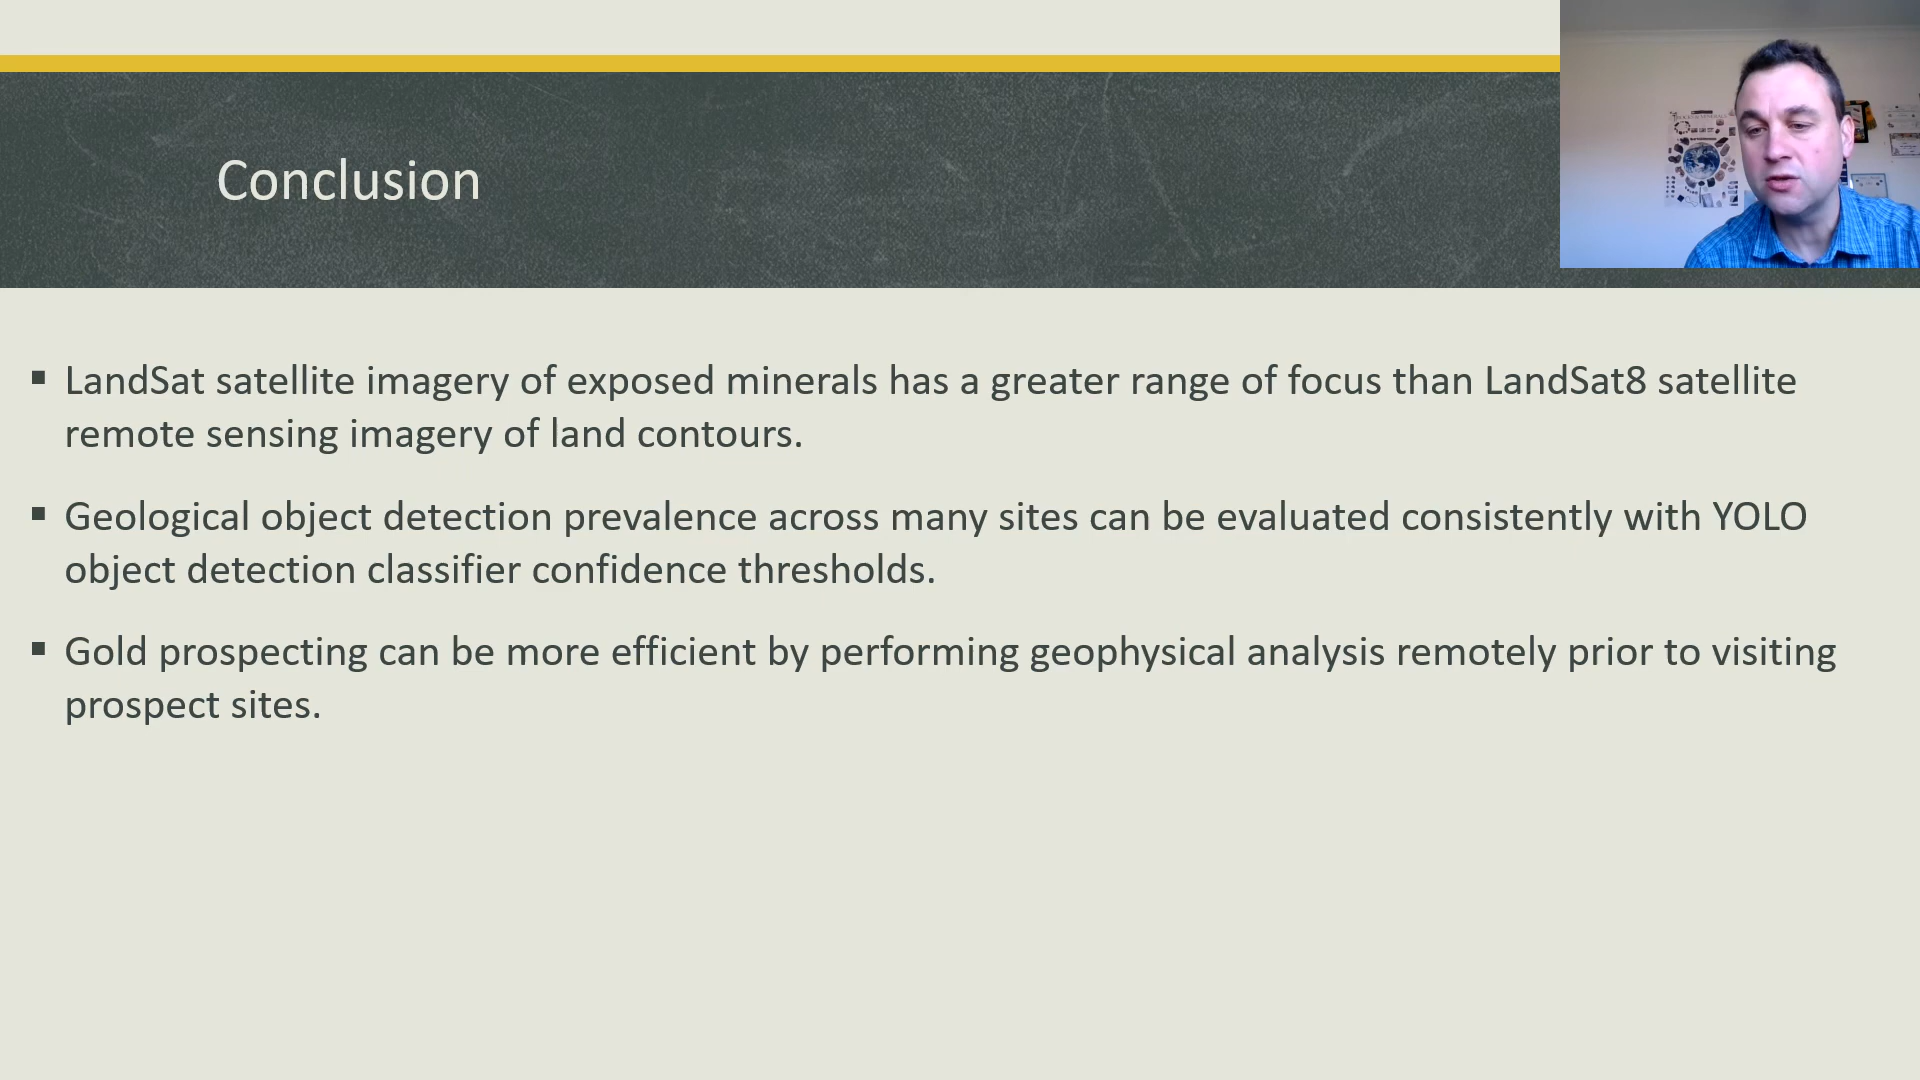 Conclusion
▪ LandSat satellite imagery of exposed minerals has a greater range of focus than LandSat8 satellite
remote sensing imagery of land contours.
▪ Geological object detection prevalence across many sites can be evaluated consistently with YOLO
object detection classifier confidence thresholds.
▪ Gold prospecting can be more efficient by performing geophysical analysis remotely prior to visiting
prospect sites.